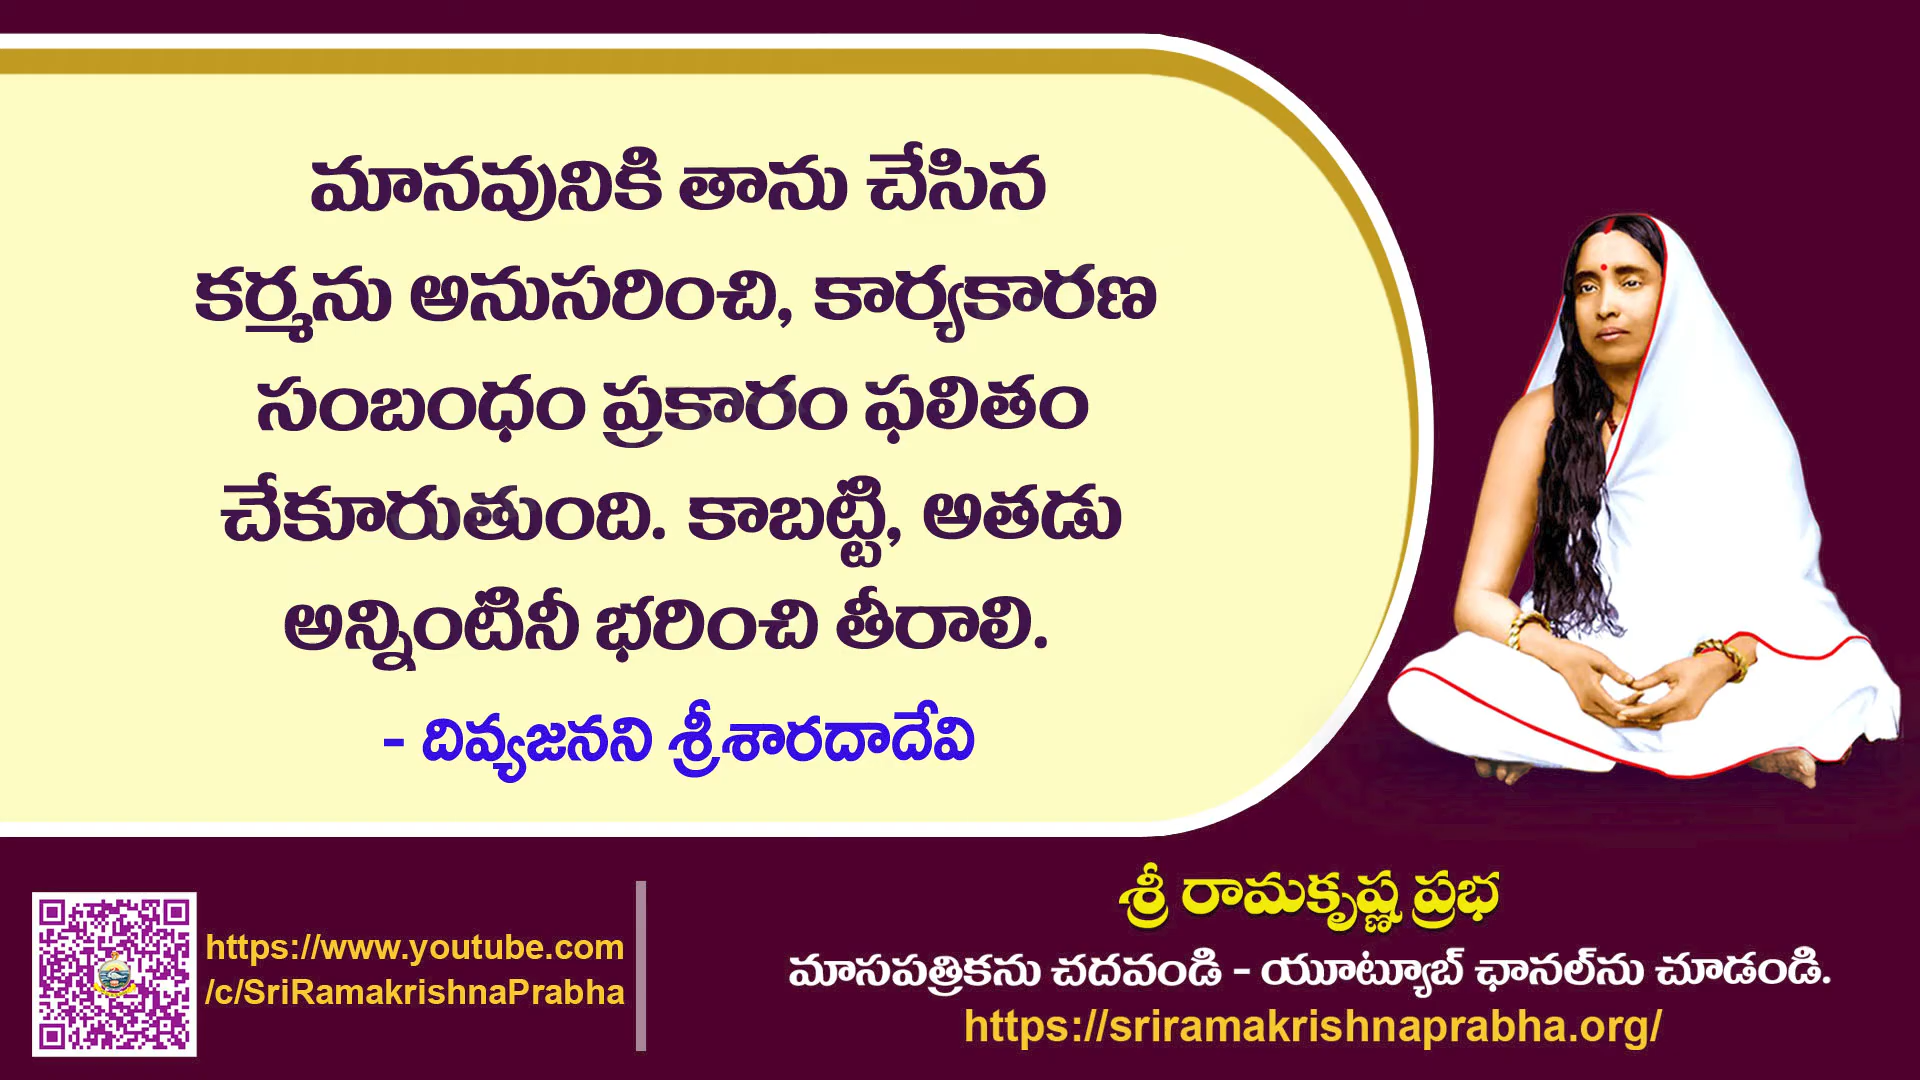 మానవునికి తాను చేసిన
కర్మను అనుసరించి, కార్యకారణ
సంబంధం ప్రకారం ఫలితం
చేకూరుతుంది. కాబట్టి, అతడు
అన్నింటినీ భరించి తీరాలి.
- దివ్యజనని శ్రీశారదాదేవి
https://www.youtube.com
/c/SriRamakrishnaPrabha
శ్రీ రామకృష్ణ ప్రభ
మాసపత్రికను చదవండి - యూట్యూబ్ ఛానల్‌ను చూడండి.
https://sriramakrishnaprabha.org/